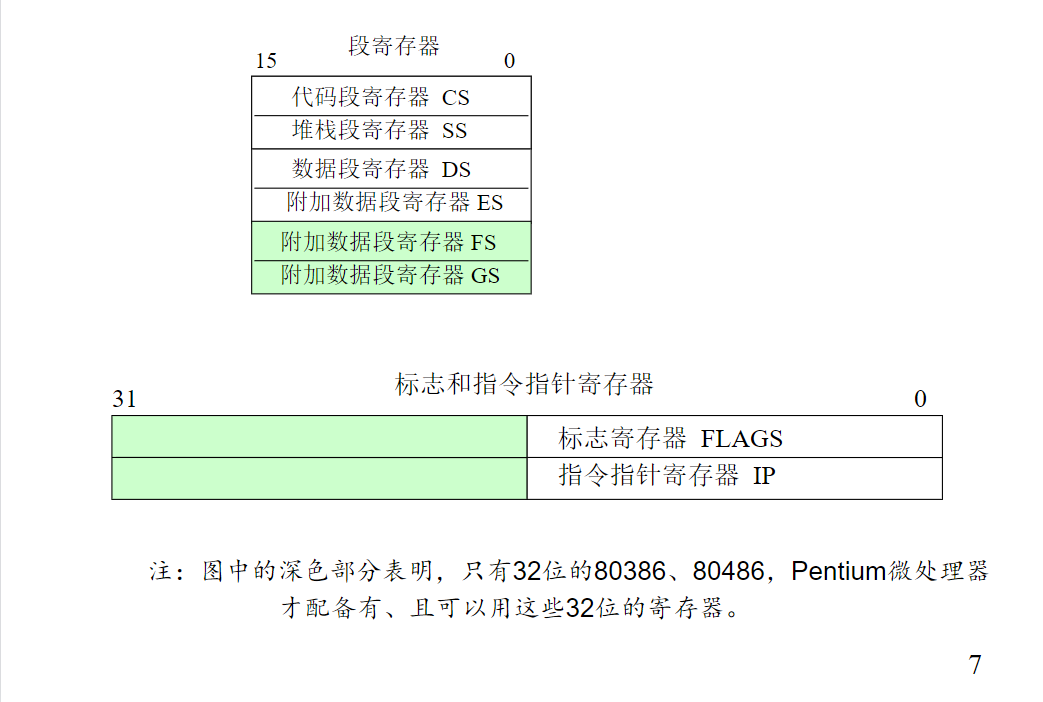 段寄存器
15 0
代码段寄存器 CS
堆栈段寄存器 SS
数据段寄存器 DS
附加数据段寄存器 ES
附加数据段寄存器 FS
附加数据段寄存器 GS
标志和指令指针寄存器
31 0
标志寄存器 FLAGS
指令指针寄存器 IP
注：图中的深色部分表明，只有32位的80386、80486，Pentium微处理器
才配备有、且可以用这些32位的寄存器。
7